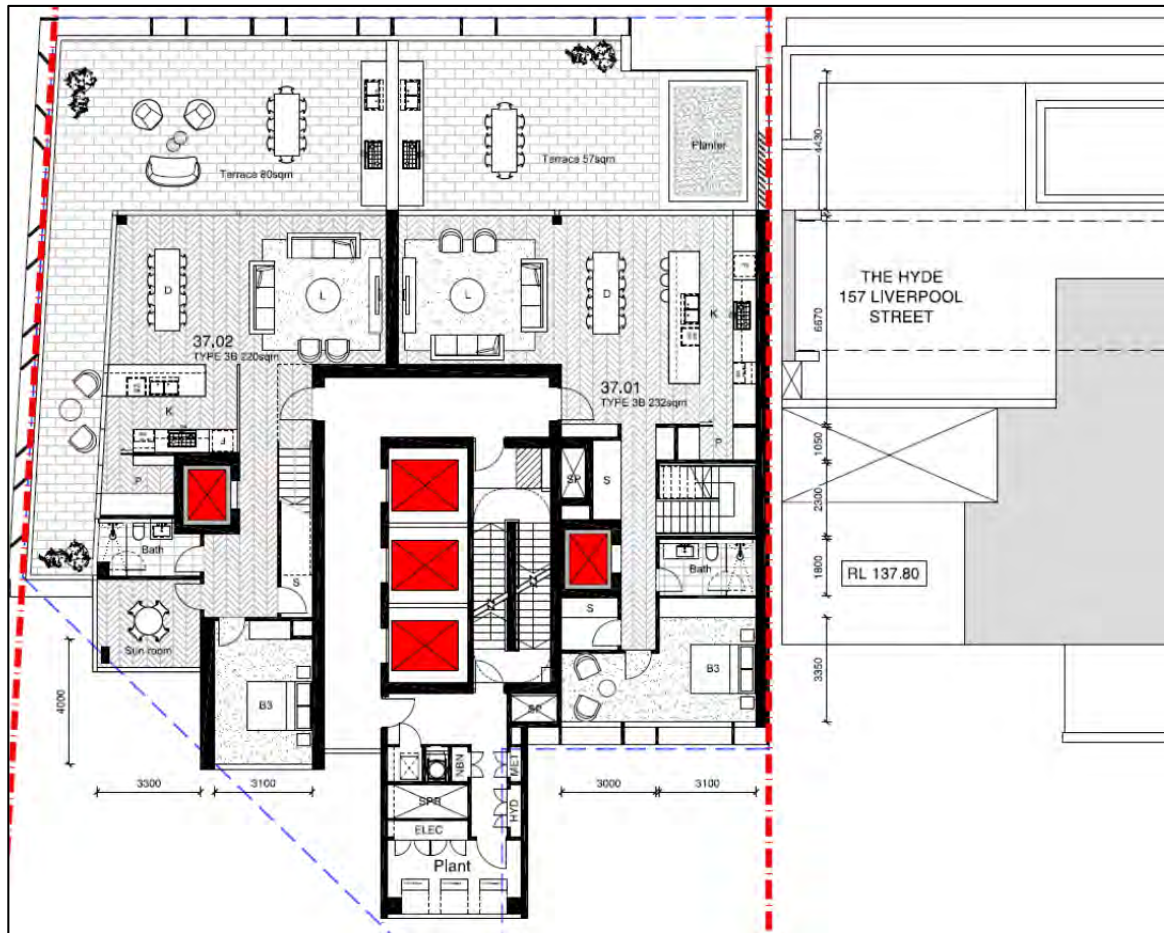 Terrace 80sqm
Terrace 57sqm
Planter
4430
D
L
L
D
K
37.02
TYPE 3B 220sqm
37.01
TYPE 3B 232sqm
THE HYDE
157 LIVERPOOL
STREET
6670
K
P
P
SP
S
1050
2300
Bath
Bath
1800
RL 137.80
S
S
Sun room
B3
B3
3350
4000
SP
NBN
MET
HYD
3300
3100
3000
3100
SPR
ELEC
Plant